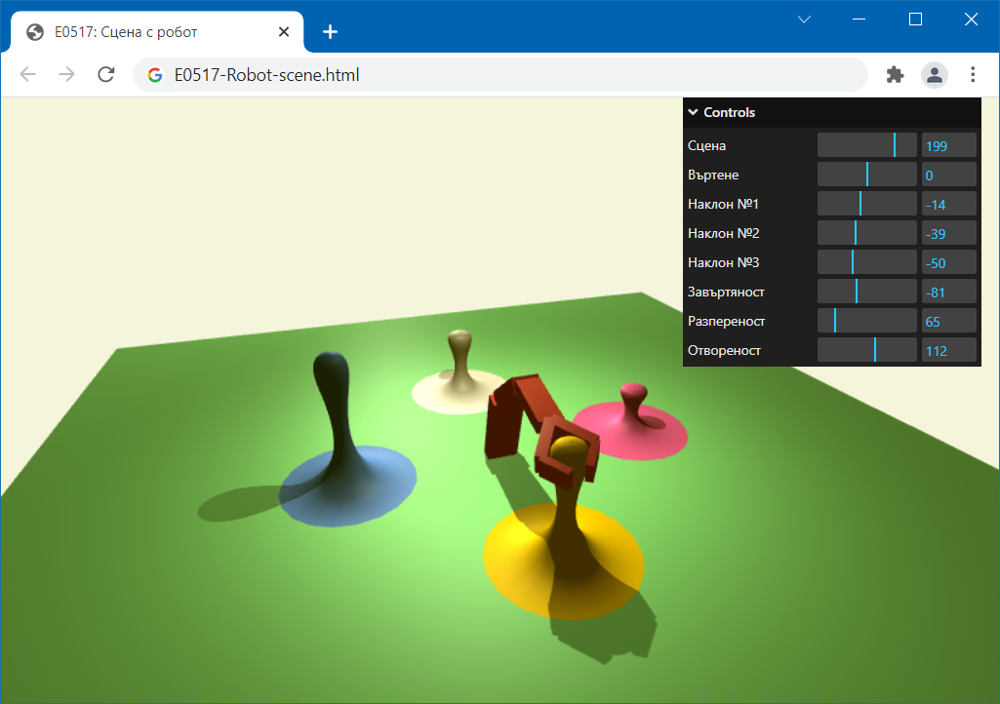 E0517: Сцена с робот
E0517-Robot-scene.html
Controls
Сцена 199
Въртене 0
Наклон №1 -14
Наклон №2 -39
Наклон №3 -50
Завъртяност -81
Разпереност 65
Отвореност 112